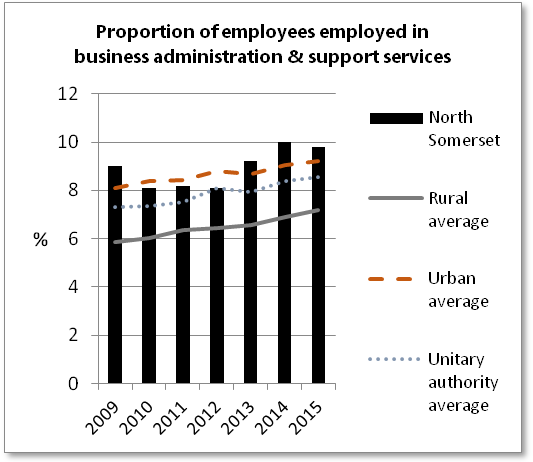 Proportion of employees employed in
business administration & support services
12
10
8
6
4
2
0
%
2009
2010
2011
2012
2013
2014
2015
North
Somerset
Rural
average
Urban
average
Unitary
authority
average